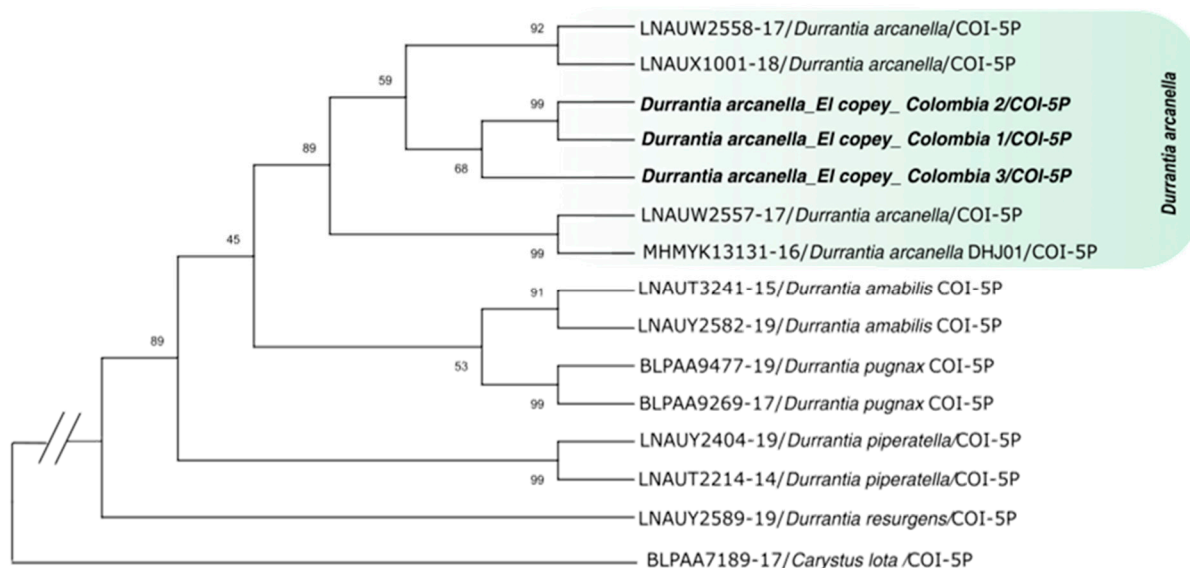 92
LNAUW2558-17/Durrantia arcanella/COI-5P
LNAUX1001-18/Durrantia arcanella/COI-5P
59
99
Durrantia arcanella_El copey_ Colombia 2/COI-5P
Durrantia arcanella_El copey_ Colombia 1/COI-5P
89
68
Durrantia arcanella_El copey_ Colombia 3/COI-5P
Durrantia arcanella
LNAUW2557-17/Durrantia arcanella/COI-5P
45
99
MHMYK13131-16/Durrantia arcanella DHJ01/COI-5P
91
LNAUT3241-15/Durrantia amabilis COI-5P
LNAUY2582-19/Durrantia amabilis COI-5P
89
53
BLPAA9477-19/Durrantia pugnax COI-5P
99
BLPAA9269-17/Durrantia pugnax COI-5P
LNAUY2404-19/Durrantia piperatella/COI-5P
99
LNAUT2214-14/Durrantia piperatella/COI-5P
LNAUY2589-19/Durrantia resurgens/COI-5P
BLPAA7189-17/Carystus lota /COI-5P